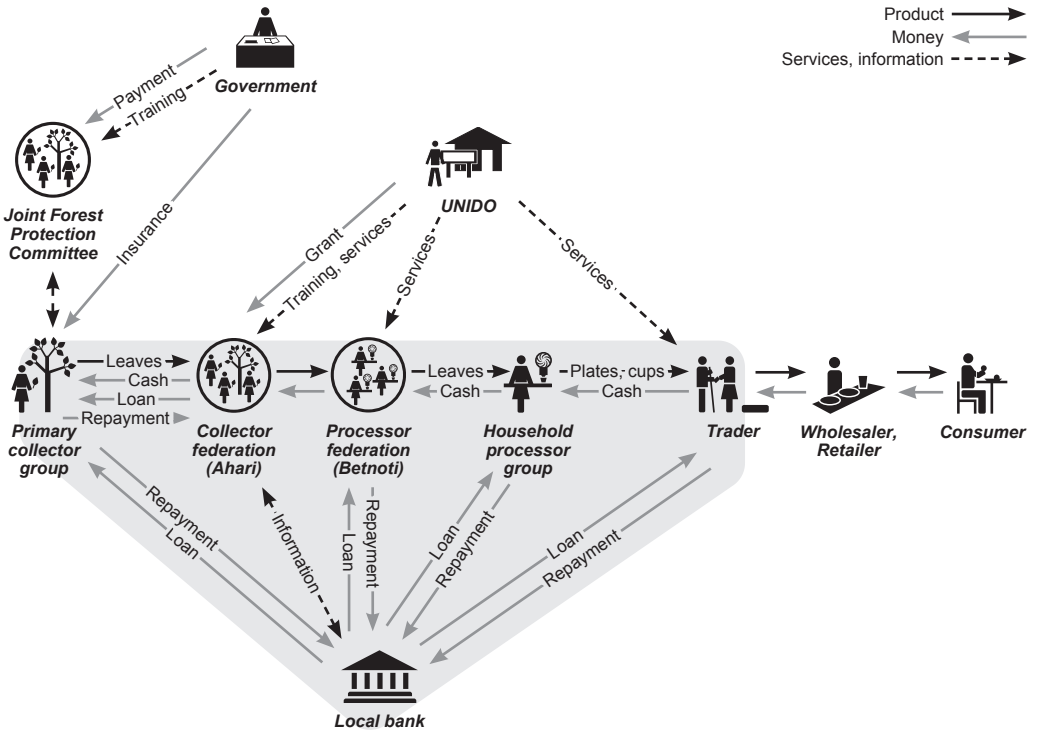 Product
Money
Services, information
Government
Payment
Training
Joint Forest
Protection
Committee
Insurance
UNIDO
Grant
Training, services
Services
Services
Leaves
Cash
Loan
Repayment
Leaves
Cash
Plates, cups
Cash
Primary
collector
group
Collector
federation
(Ahari)
Processor
federation
(Betnoti)
Household
processor
group
Trader
Wholesaler,
Retailer
Consumer
Repayment
Loan
Information
Loan
Repayment
Loan
Repayment
Loan
Repayment
Local bank